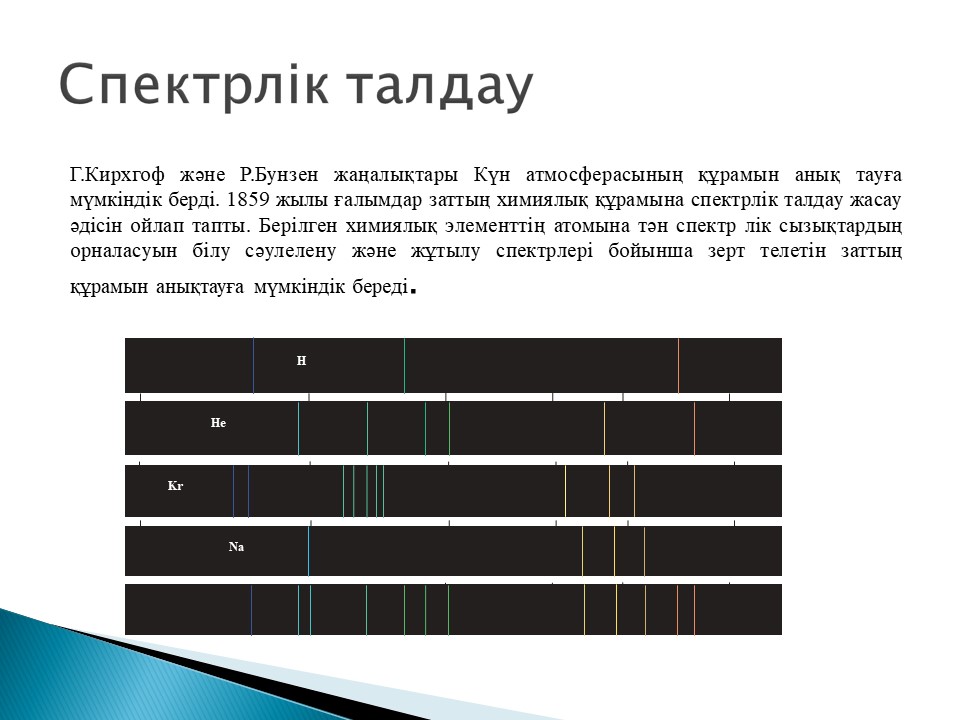 Спектрлік талдау
Г.Кирхгоф және Р.Бунзен жаңалықтары Күн атмосферасының құрамын анық тауға
мүмкіндік берді. 1859 жылы ғалымдар заттың химиялық құрамына спектрлік талдау жасау
әдісін ойлап тапты. Берілген химиялық элементтің атомына тән спектр лік сызықтардың
орналасуын білу сәулелену және жұтылу спектрлері бойынша зерт телетін заттың
құрамын анықтауға мүмкіндік береді.
H
He
Kr
Na